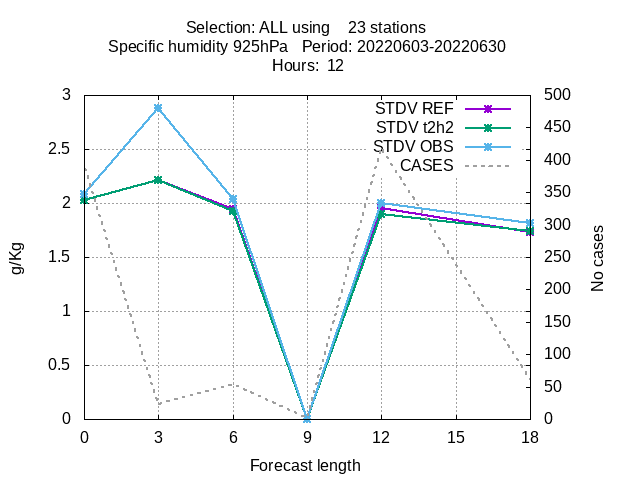 Selection: ALL using    23 stations
Specific humidity 925hPa   Period: 20220603-20220630
Hours:  12
STDV REF
STDV t2h2
STDV OBS
CASES
3
2.5
2
1.5
1
0.5
0
g/Kg
500
450
400
350
300
250
200
150
100
50
0
No cases
0 3 6 9 12 15 18
Forecast length